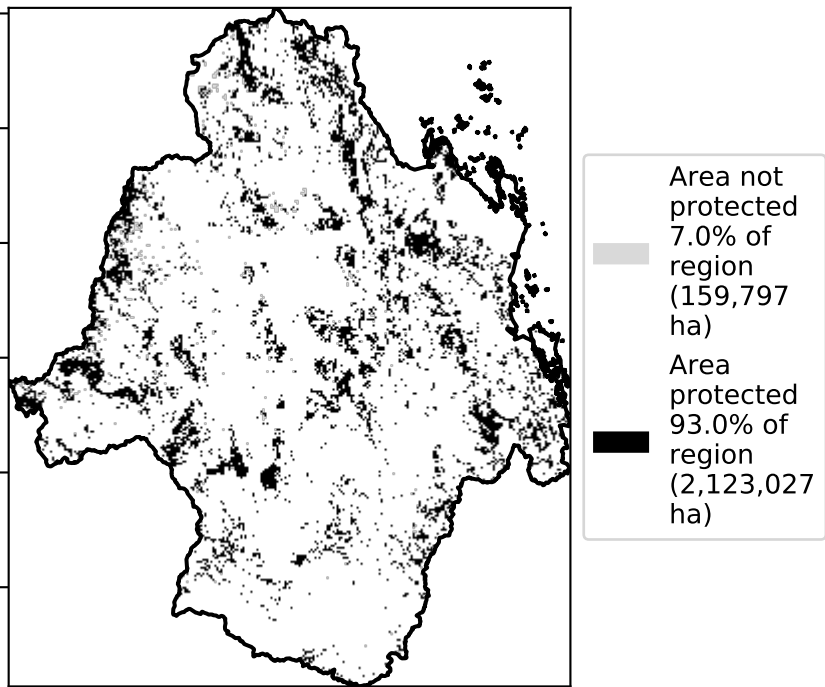 Area not
protected
7.0% of
region
(159,797
ha)
Area
protected
93.0% of
region
(2,123,027
ha)